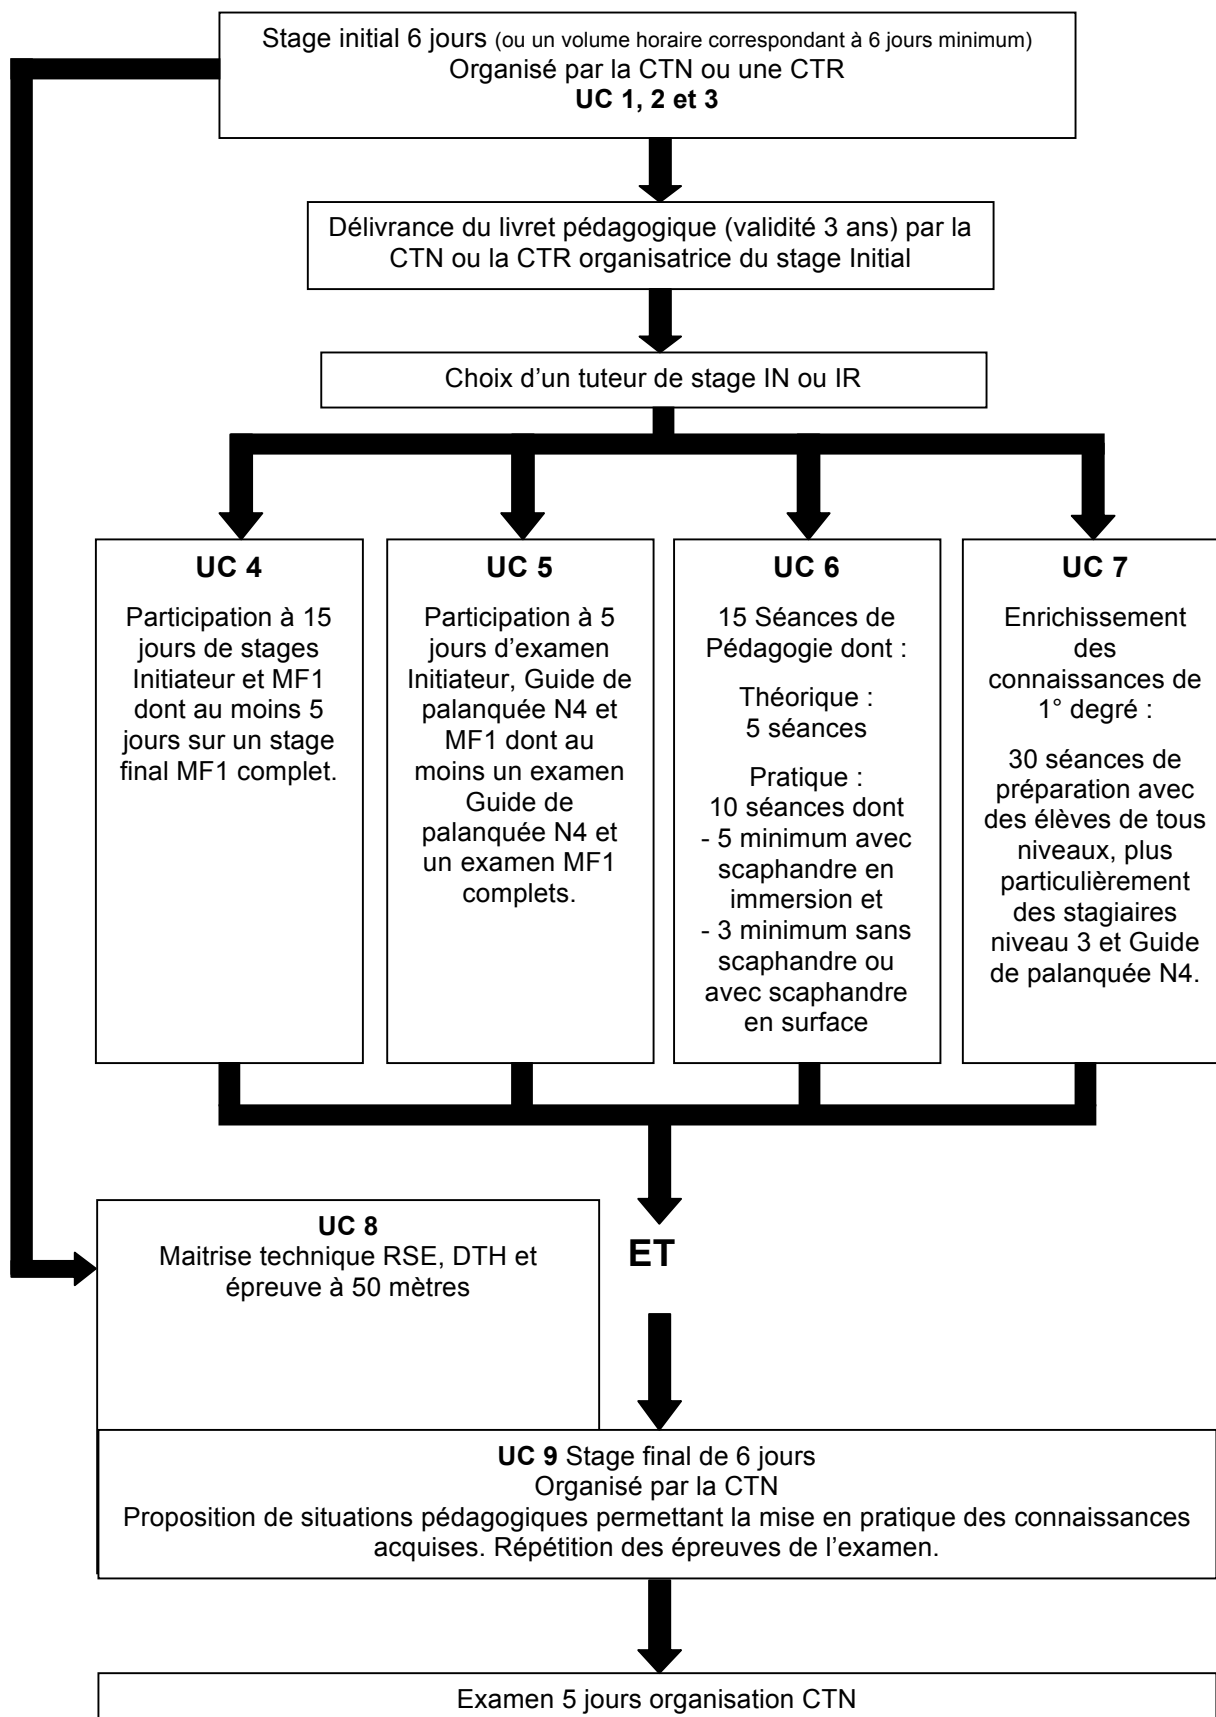 Stage initial 6 jours (ou un volume horaire correspondant à 6 jours minimum)
Organisé par la CTN ou une CTR
UC 1, 2 et 3
Délivrance du livret pédagogique (validité 3 ans) par la
CTN ou la CTR organisatrice du stage Initial
Choix d’un tuteur de stage IN ou IR
UC 4
Participation à 15
jours de stages
Initiateur et MF1
dont au moins 5
jours sur un stage
final MF1 complet.
UC 5
Participation à 5
jours d’examen
Initiateur, Guide de
palanquée N4 et
MF1 dont au
moins un examen
Guide de
palanquée N4 et
un examen MF1
complets.
UC 6
15 Séances de
Pédagogie dont :
Théorique :
5 séances
Pratique :
10 séances dont
- 5 minimum avec
scaphandre en
immersion et
- 3 minimum sans
scaphandre ou
avec scaphandre
en surface
UC 7
Enrichissement
des
connaissances de
1° degré :
30 séances de
préparation avec
des élèves de tous
niveaux, plus
particulièrement
des stagiaires
niveau 3 et Guide
de palanquée N4.
UC 8
Maitrise technique RSE, DTH et
épreuve à 50 mètres
ET
UC 9 Stage final de 6 jours
Organisé par la CTN
Proposition de situations pédagogiques permettant la mise en pratique des connaissances
acquises. Répétition des épreuves de l’examen.
Examen 5 jours organisation CTN